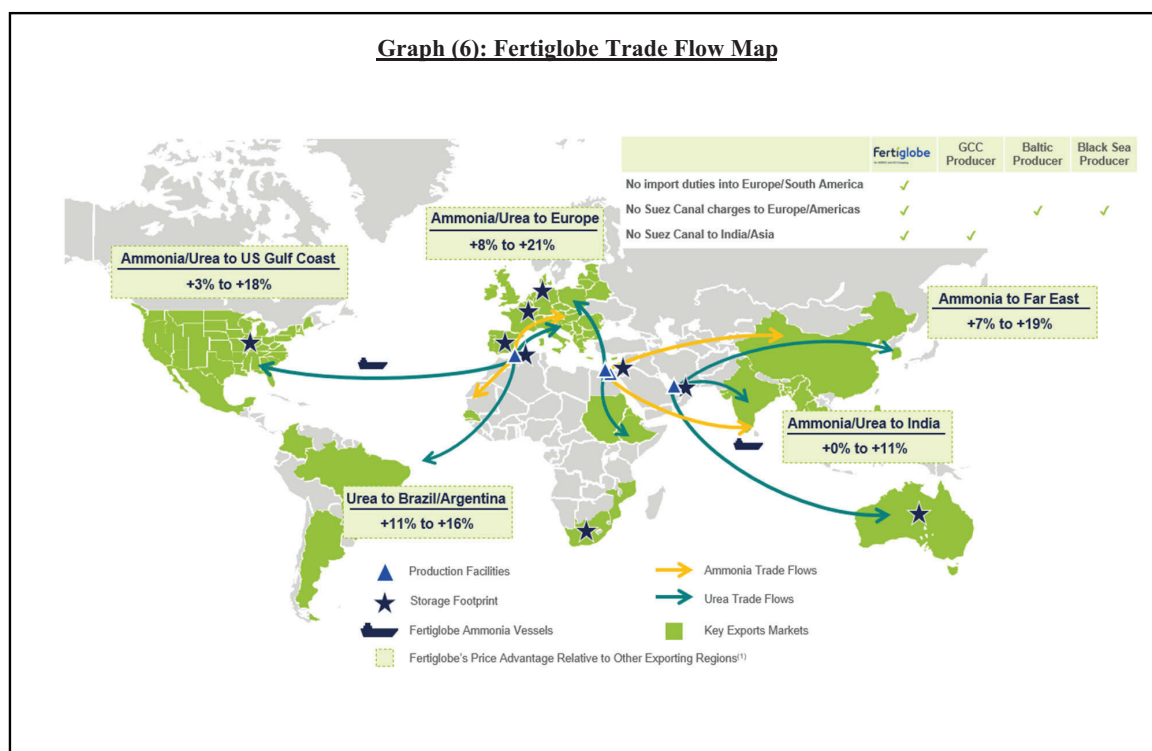 Graph (6): Fertiglobe Trade Flow Map
Fertiglobe
GCC Producer
Baltic Producer
Black Sea Producer
No import duties into Europe/South America ✓
No Suez Canal charges to Europe/Americas ✓ ✓ ✓
No Suez Canal to India/Asia ✓ ✓
Ammonia/Urea to Europe
+8% to +21%
Ammonia/Urea to US Gulf Coast
+3% to +18%
Ammonia to Far East
+7% to +19%
Ammonia/Urea to India
+0% to +11%
Urea to Brazil/Argentina
+11% to +16%
Production Facilities
Ammonia Trade Flows
Storage Footprint
Urea Trade Flows
Fertiglobe Ammonia Vessels
Key Exports Markets
Fertiglobe's Price Advantage Relative to Other Exporting Regions(1)